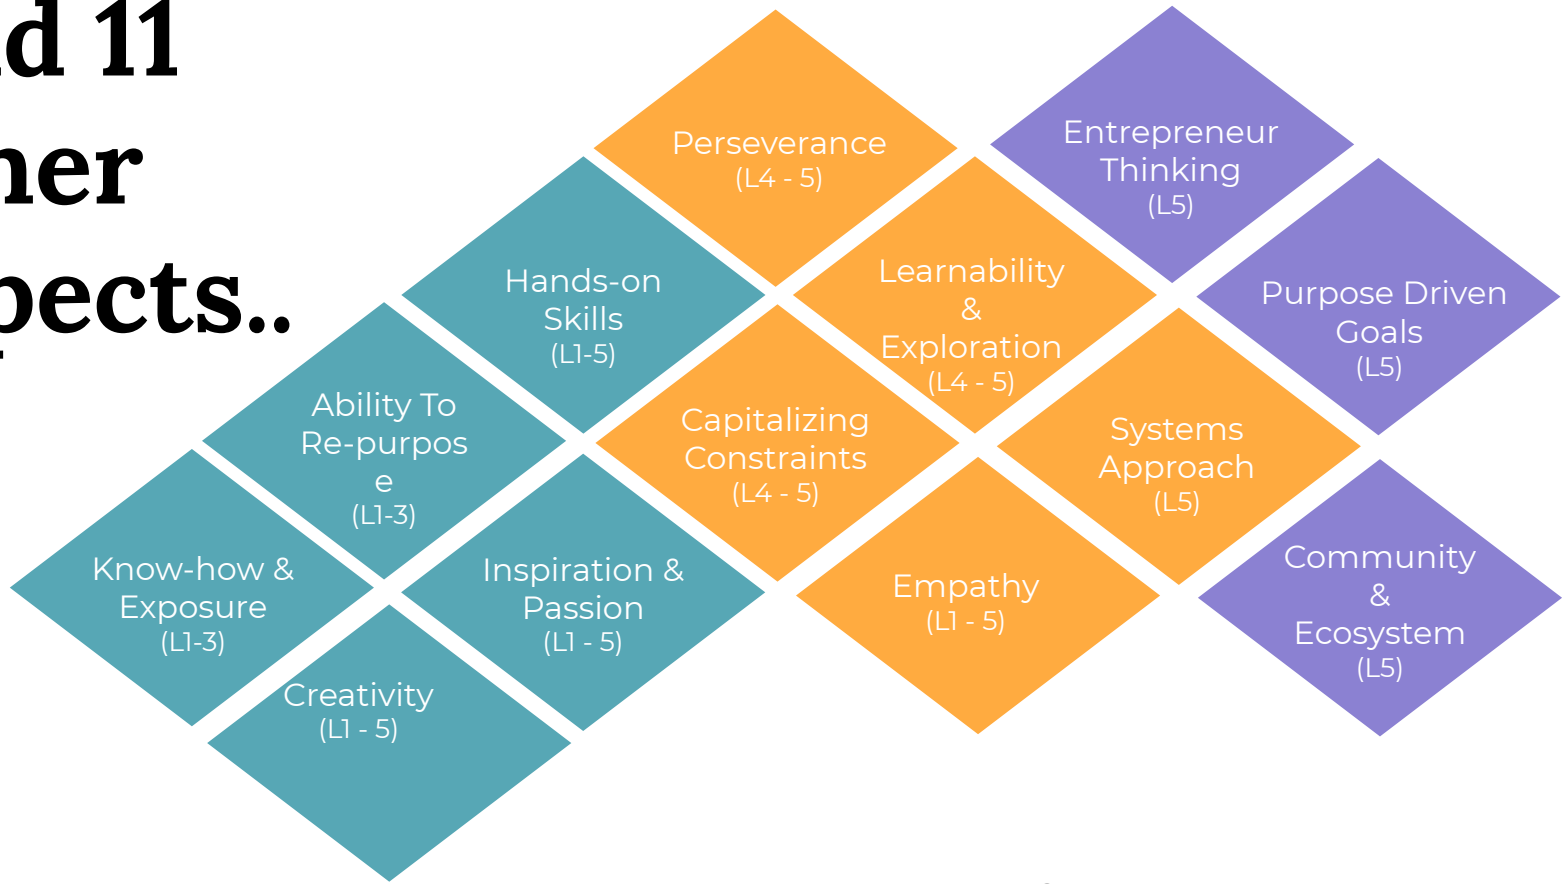 d 11
her
pects..
Perseverance
(L4 - 5)
Entrepreneur
Thinking
(L5)
Hands-on
Skills
(L1-5)
Learnability
&
Exploration
(L4 - 5)
Purpose Driven
Goals
(L5)
Ability To
Re-purpos
e
(L1-3)
Capitalizing
Constraints
(L4 - 5)
Systems
Approach
(L5)
Know-how &
Exposure
(L1-3)
Inspiration &
Passion
(L1 - 5)
Empathy
(L1 - 5)
Community
&
Ecosystem
(L5)
Creativity
(L1 - 5)